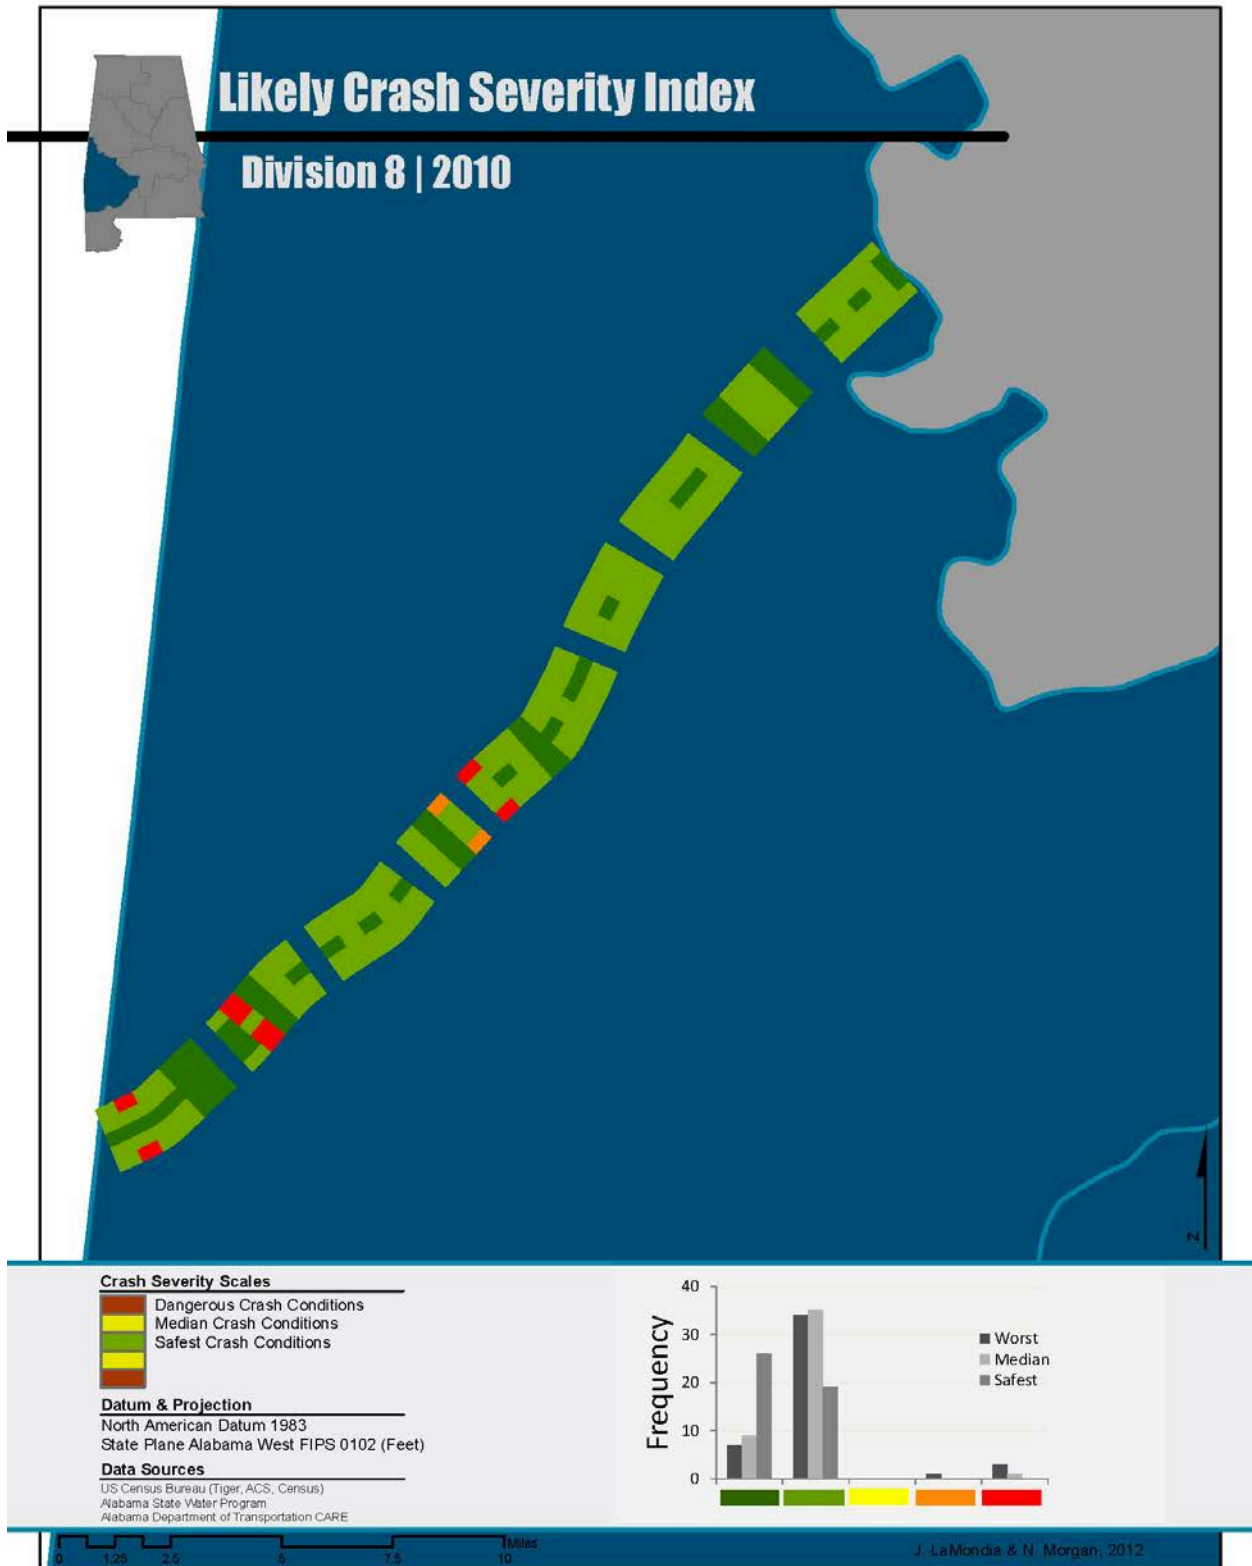 Likely Crash Severity Index
Division 8 | 2010
N
Crash Severity Scales
Dangerous Crash Conditions
Median Crash Conditions
Safest Crash Conditions
Datum & Projection
North American Datum 1983
State Plane Alabama West FIPS 0102 (Feet)
Data Sources
US Census Bureau (Tiger, ACS, Census)
Alabama State Water Program
Alabama Department of Transportation CARE
Frequency
40
30
20
10
0
Worst
Median
Safest
Miles
0 1.25 2.5 5 7.5 10
J. LaMondia & N. Morgan, 2012